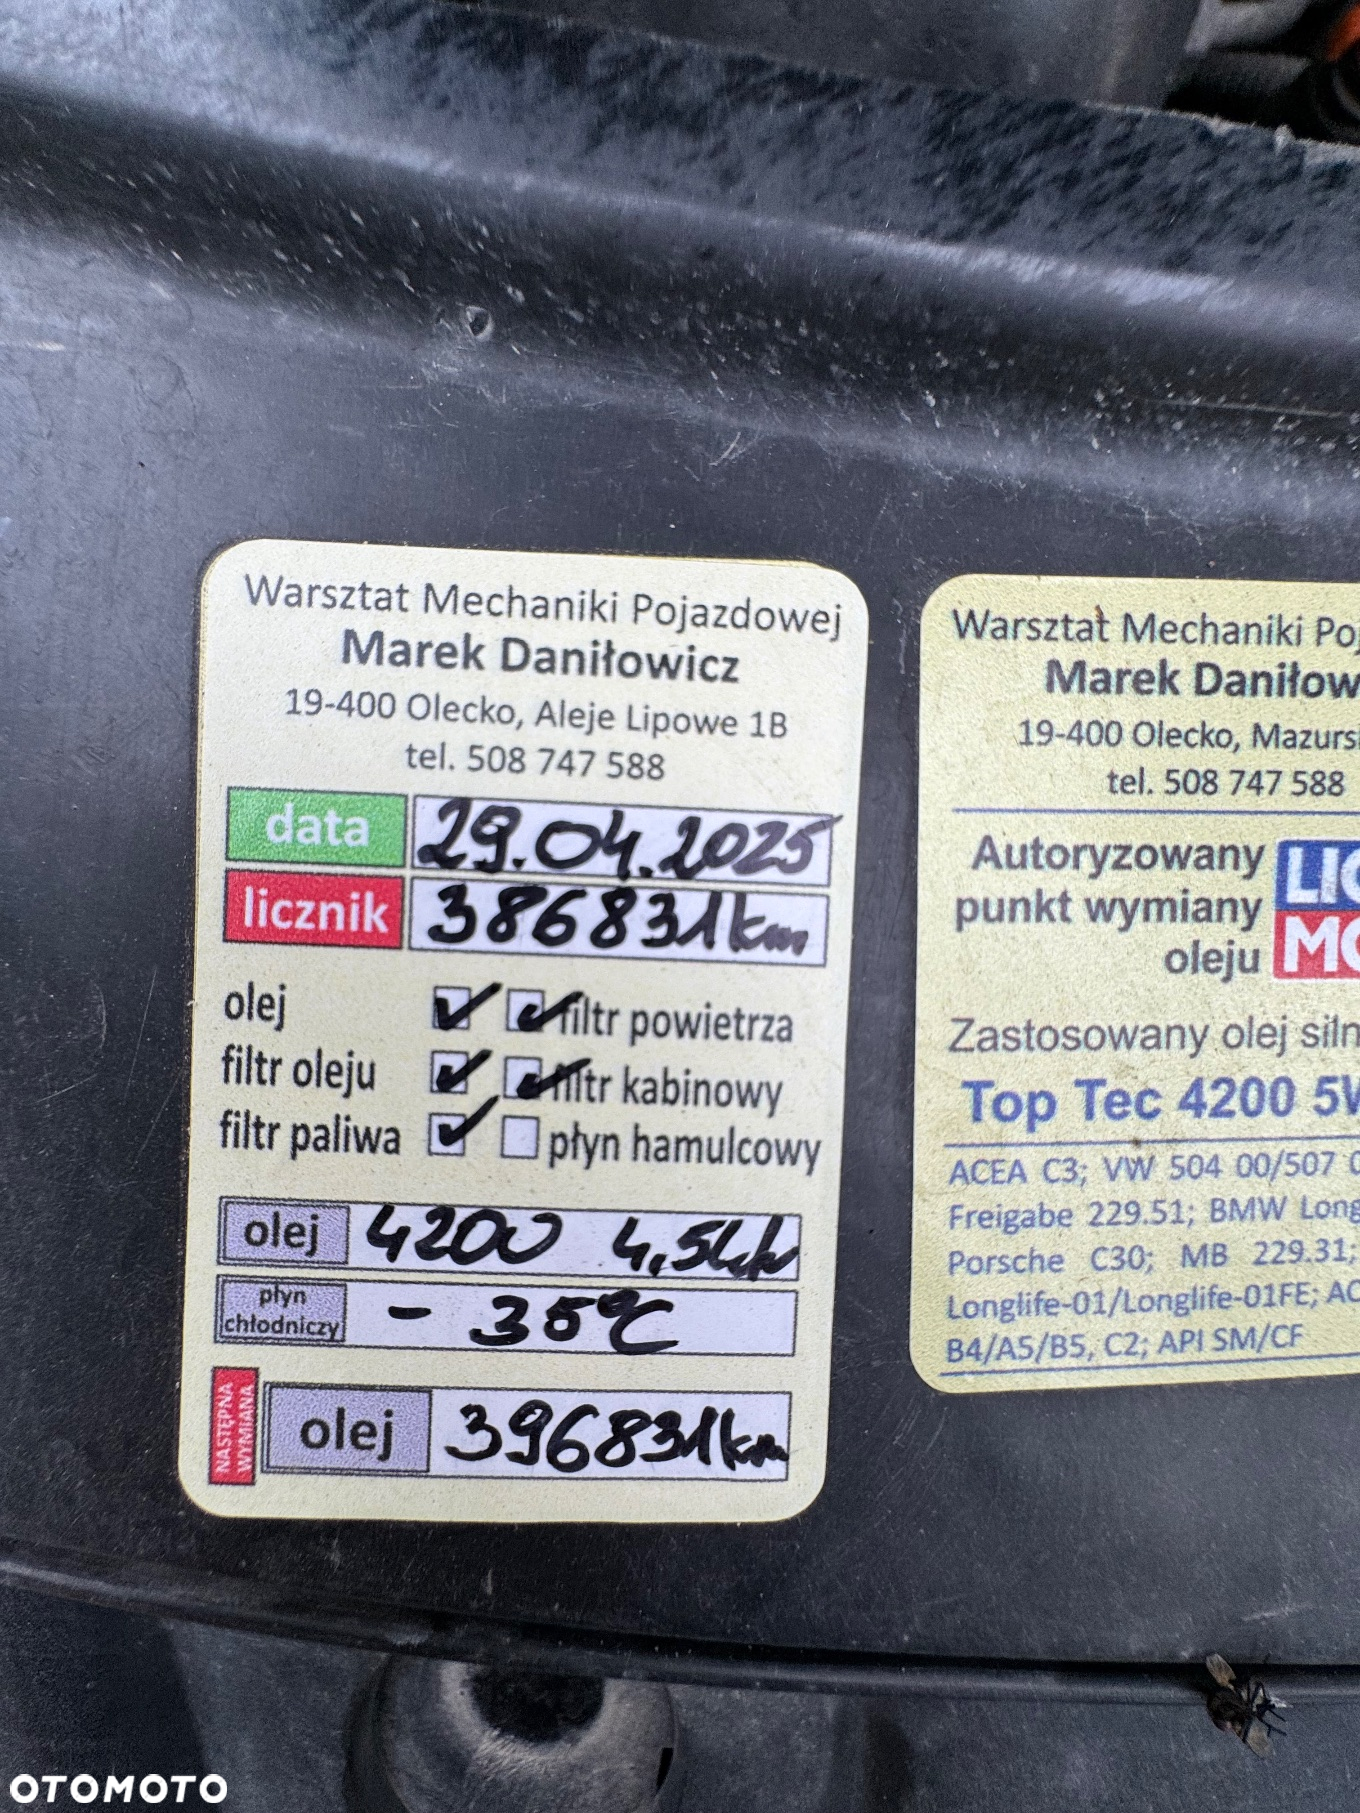 Warsztat Mechaniki Pojazdowej
Marek Daniłowicz
19-400 Olecko, Aleje Lipowe 1B
tel. 508 747 588
data 29.04.2025
licznik 386831km
olej filtr powietrza
filtr oleju filtr kabinowy
filtr paliwa płyn hamulcowy
olej 4200 4,5
płyn chłodniczy - 35°C
NASTĘPNA WYMIANA olej 396831km
Warsztat Mechaniki Po
Marek Daniłow
19-400 Olecko, Mazurs
tel. 508 747 588
Autoryzowany
punkt wymiany
oleju
LIQ
MO
Zastosowany olej siln
Top Tec 4200 5W
ACEA C3; VW 504 00/507 0
Freigabe 229.51; BMW Long
Porsche C30; MB 229.31;
Longlife-01/Longlife-01FE; AC
B4/A5/B5, C2; API SM/CF
OTOMOTO